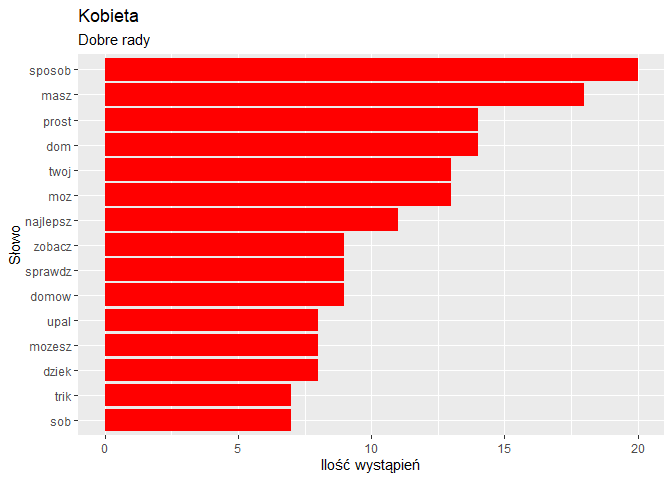 Kobieta
Dobre rady
sposob
masz
prost
dom
twoj
moz
najlepsz
zobacz
sprawdz
domow
upal
mozesz
dziek
trik
sob
Słowo
0 5 10 15 20
Ilość wystąpień